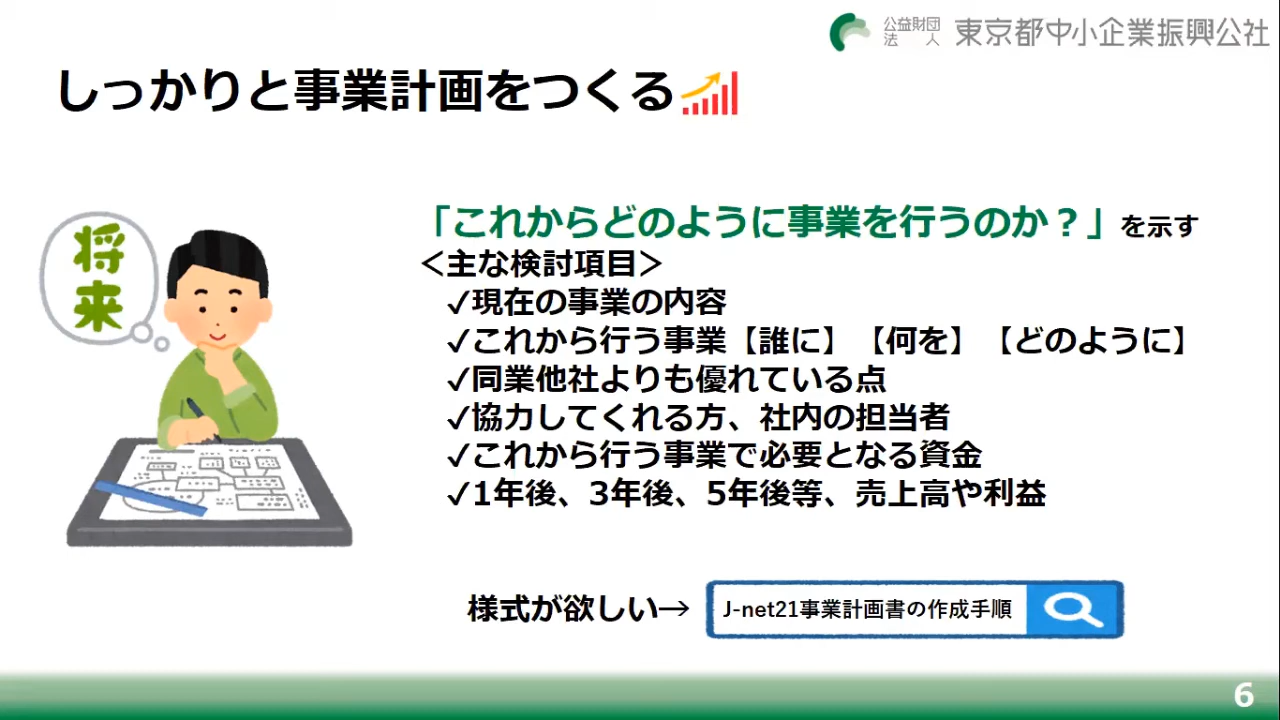 公益財団
法　人
東京都中小企業振興公社
しっかりと事業計画をつくる
将来
「これからどのように事業を行うのか？」を示す
＜主な検討項目＞
✓現在の事業の内容
✓これから行う事業【誰に】【何を】【どのように】
✓同業他社よりも優れている点
✓協力してくれる方、社内の担当者
✓これから行う事業で必要となる資金
✓1年後、3年後、5年後等、売上高や利益
様式が欲しい→
J-net21事業計画書の作成手順
6